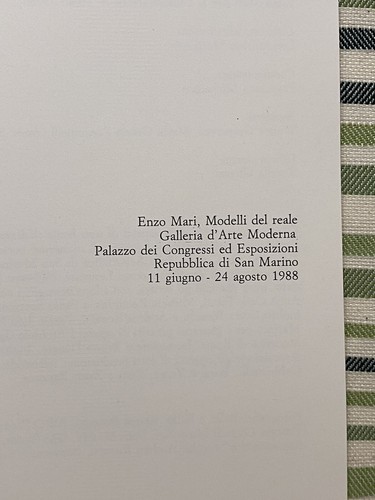 Enzo Mari, Modelli del reale
Galleria d'Arte Moderna
Palazzo dei Congressi ed Esposizioni
Repubblica di San Marino
11 giugno - 24 agosto 1988